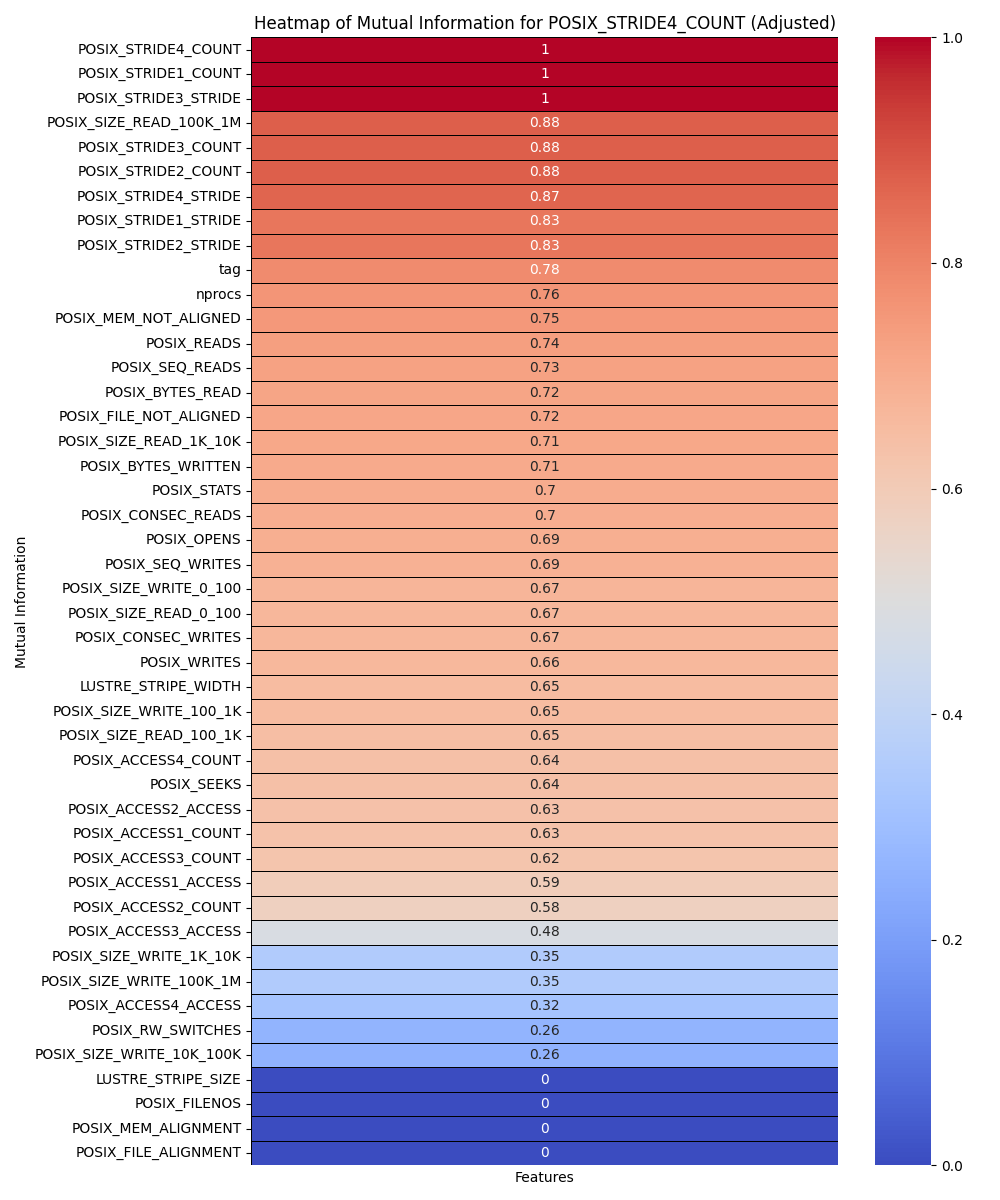 Heatmap of Mutual Information for POSIX_STRIDE4_COUNT (Adjusted)
POSIX_STRIDE4_COUNT 1
POSIX_STRIDE1_COUNT 1
POSIX_STRIDE3_STRIDE 1
POSIX_SIZE_READ_100K_1M 0.88
POSIX_STRIDE3_COUNT 0.88
POSIX_STRIDE2_COUNT 0.88
POSIX_STRIDE4_STRIDE 0.87
POSIX_STRIDE1_STRIDE 0.83
POSIX_STRIDE2_STRIDE 0.83
tag 0.78
nprocs 0.76
POSIX_MEM_NOT_ALIGNED 0.75
POSIX_READS 0.74
POSIX_SEQ_READS 0.73
POSIX_BYTES_READ 0.72
POSIX_FILE_NOT_ALIGNED 0.72
POSIX_SIZE_READ_1K_10K 0.71
POSIX_BYTES_WRITTEN 0.71
POSIX_STATS 0.7
POSIX_CONSEC_READS 0.7
POSIX_OPENS 0.69
POSIX_SEQ_WRITES 0.69
POSIX_SIZE_WRITE_0_100 0.67
POSIX_SIZE_READ_0_100 0.67
POSIX_CONSEC_WRITES 0.67
POSIX_WRITES 0.66
LUSTRE_STRIPE_WIDTH 0.65
POSIX_SIZE_WRITE_100_1K 0.65
POSIX_SIZE_READ_100_1K 0.65
POSIX_ACCESS4_COUNT 0.64
POSIX_SEEKS 0.64
POSIX_ACCESS2_ACCESS 0.63
POSIX_ACCESS1_COUNT 0.63
POSIX_ACCESS3_COUNT 0.62
POSIX_ACCESS1_ACCESS 0.59
POSIX_ACCESS2_COUNT 0.58
POSIX_ACCESS3_ACCESS 0.48
POSIX_SIZE_WRITE_1K_10K 0.35
POSIX_SIZE_WRITE_100K_1M 0.35
POSIX_ACCESS4_ACCESS 0.32
POSIX_RW_SWITCHES 0.26
POSIX_SIZE_WRITE_10K_100K 0.26
LUSTRE_STRIPE_SIZE 0
POSIX_FILENOS 0
POSIX_MEM_ALIGNMENT 0
POSIX_FILE_ALIGNMENT 0
Mutual Information
Features
1.0
0.8
0.6
0.4
0.2
0.0